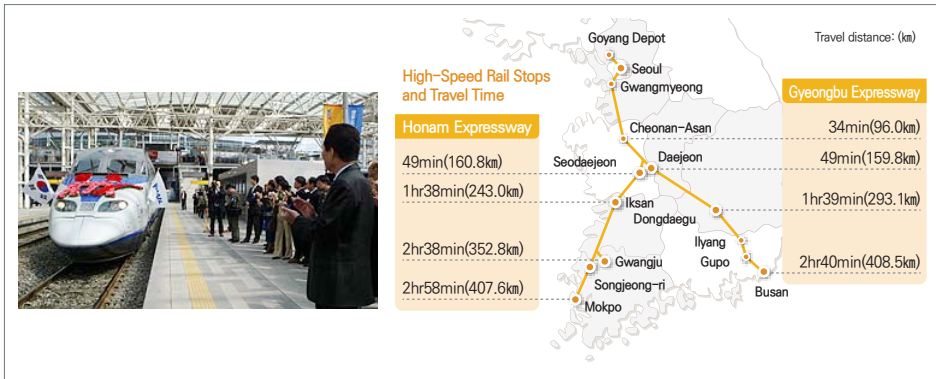 Travel distance: (㎞)
Goyang Depot
Seoul
Gwangmyeong
High-Speed Rail Stops
and Travel Time
Honam Expressway
49min(160.8㎞)
1hr38min(243.0㎞)
2hr38min(352.8㎞)
2hr58min(407.6㎞)
Cheonan-Asan
Seodaejeon
Daejeon
Iksan
Dongdaegu
Ilyang
Gupo
Gwangju
Songjeong-ri
Mokpo
Busan
Gyeongbu Expressway
34min(96.0㎞)
49min(159.8㎞)
1hr39min(293.1㎞)
2hr40min(408.5㎞)